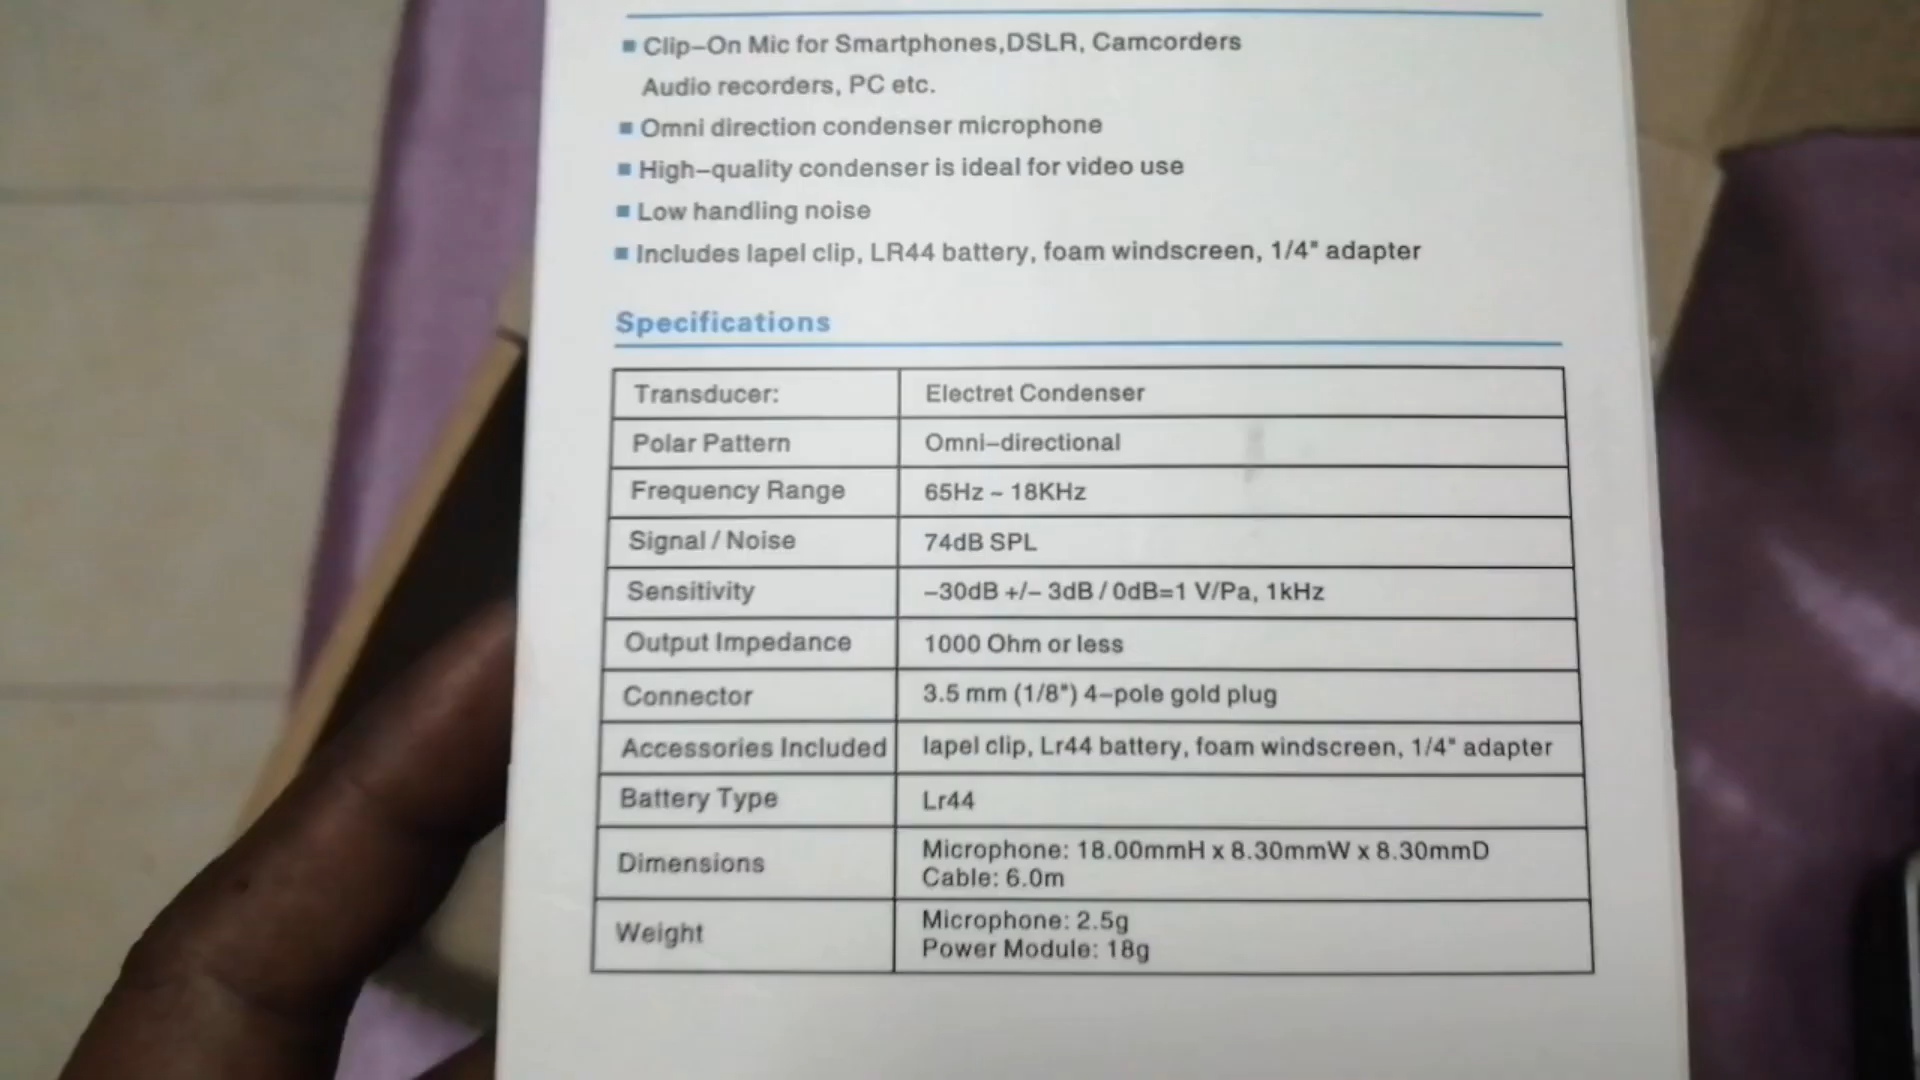 Clip-On Mic for Smartphones,DSLR, Camcorders
Audio recorders, PC etc.
Omni direction condenser microphone
High-quality condenser is ideal for video use
Low handling noise
Includes lapel clip, LR44 battery, foam windscreen, 1/4" adapter
Specifications
Transducer: Electret Condenser
Polar Pattern Omni-directional
Frequency Range 65Hz ~ 18KHz
Signal / Noise 74dB SPL
Sensitivity -30dB +/- 3dB / 0dB=1 V/Pa, 1kHz
Output Impedance 1000 Ohm or less
Connector 3.5 mm (1/8") 4-pole gold plug
Accessories Included lapel clip, Lr44 battery, foam windscreen, 1/4" adapter
Battery Type Lr44
Dimensions Microphone: 18.00mmH x 8.30mmW x 8.30mmD
Cable: 6.0m
Weight Microphone: 2.5g
Power Module: 18g